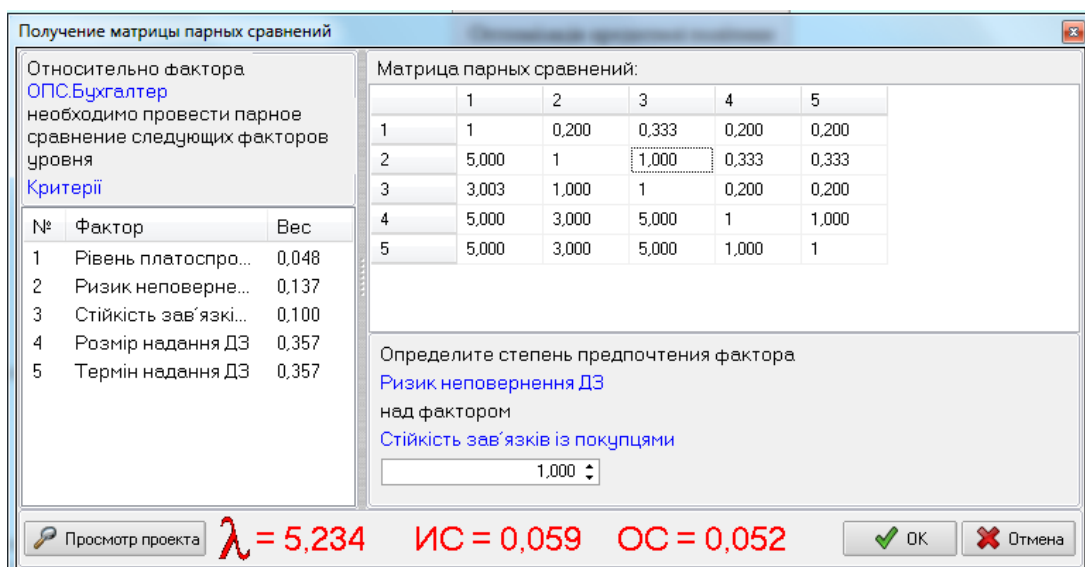 Получение матрицы парных сравнений
Относительно фактора
ОПС.Бухгалтер
необходимо провести парное
сравнение следующих факторов
уровня
Критерії
№ Фактор Вес
1 Рівень платоспро... 0,048
2 Ризик неповерне... 0,137
3 Стійкість зав´язкі... 0,100
4 Розмір надання ДЗ 0,357
5 Термін надання ДЗ 0,357
Матрица парных сравнений:
1 2 3 4 5
1 1 0,200 0,333 0,200 0,200
2 5,000 1 1,000 0,333 0,333
3 3,003 1,000 1 0,200 0,200
4 5,000 3,000 5,000 1 1,000
5 5,000 3,000 5,000 1,000 1
Определите степень предпочтения фактора
Ризик неповернення ДЗ
над фактором
Стійкість зав´язків із покупцями
1,000
Просмотр проекта
λ = 5,234 ИС = 0,059 ОС = 0,052
OK
Отмена